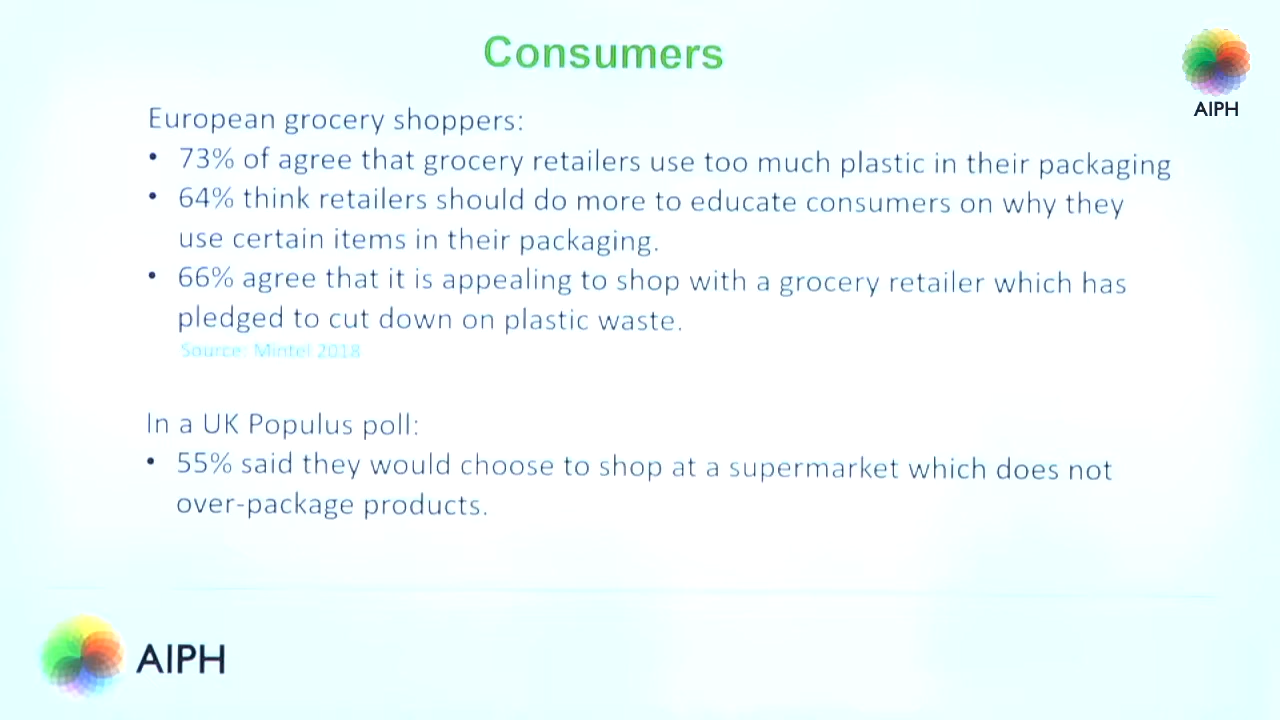 Consumers
AIPH
European grocery shoppers:
• 73% of agree that grocery retailers use too much plastic in their packaging
• 64% think retailers should do more to educate consumers on why they
use certain items in their packaging.
• 66% agree that it is appealing to shop with a grocery retailer which has
pledged to cut down on plastic waste.
Source: Mintel 2018
In a UK Populus poll:
• 55% said they would choose to shop at a supermarket which does not
over-package products.
AIPH